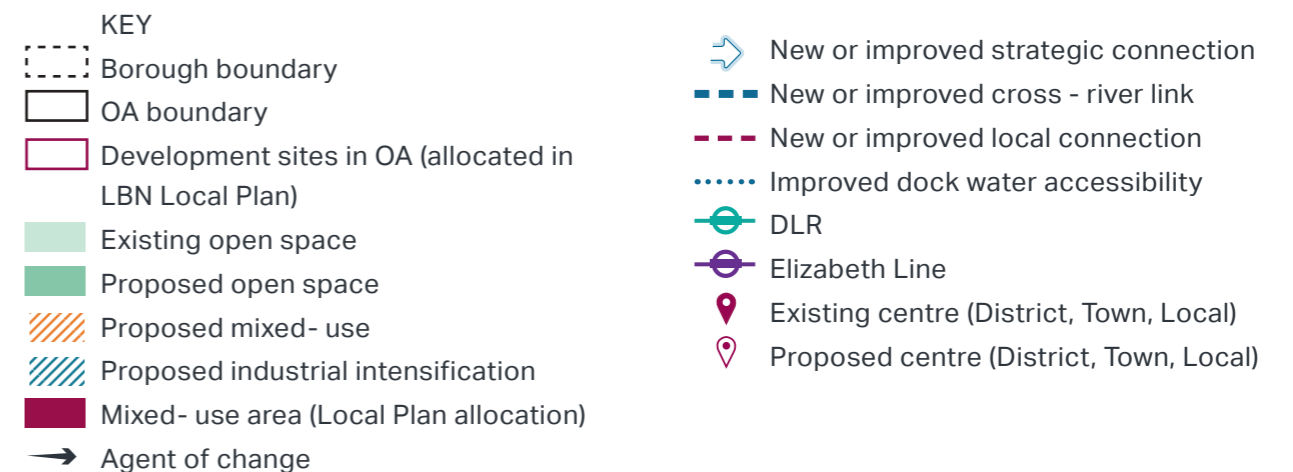 KEY
Borough boundary
OA boundary
Development sites in OA (allocated in
LBN Local Plan)
Existing open space
Proposed open space
Proposed mixed- use
Proposed industrial intensification
Mixed- use area (Local Plan allocation)
Agent of change
New or improved strategic connection
New or improved cross - river link
New or improved local connection
Improved dock water accessibility
DLR
Elizabeth Line
Existing centre (District, Town, Local)
Proposed centre (District, Town, Local)